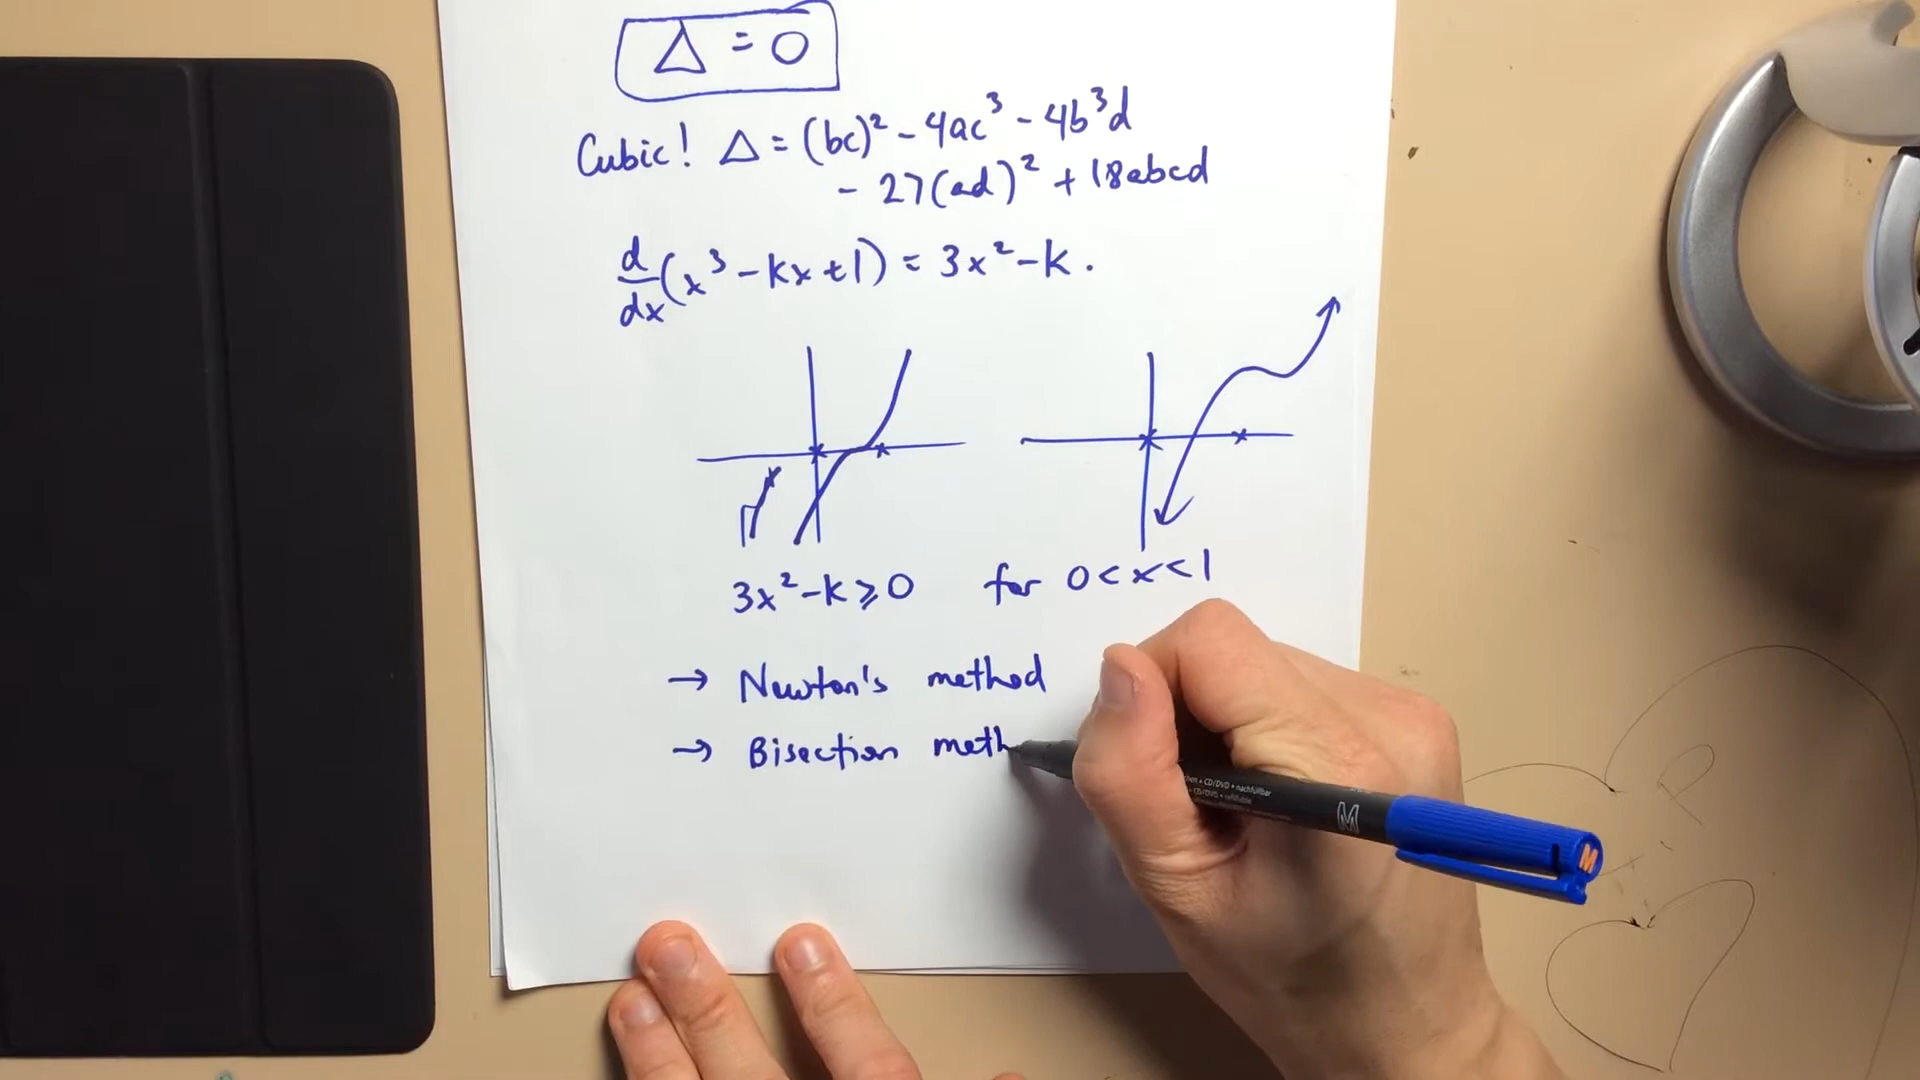 Δ = 0
Cubic! Δ = (bc)² - 4ac³ - 4b³d
- 27(ad)² + 18abcd
d/dx (x³ - kx + 1) = 3x² - k.
3x² - k ⩾ 0 for 0 < x < 1
→ Newton's method
→ Bisection meth
M
M